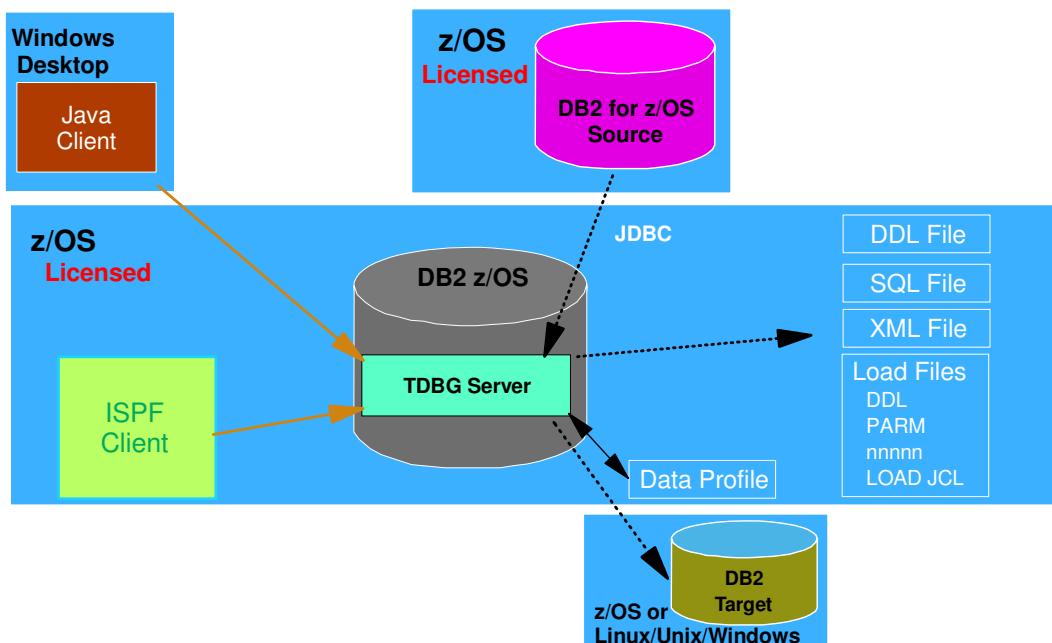 Windows
Desktop
Java
Client
z/OS
Licensed
DB2 for z/OS
Source
z/OS
Licensed
JDBC
DB2 z/OS
TDBG Server
ISPF
Client
Data Profile
DDL File
SQL File
XML File
Load Files
DDL
PARM
nnnnn
LOAD JCL
DB2
Target
z/OS or
Linux/Unix/Windows